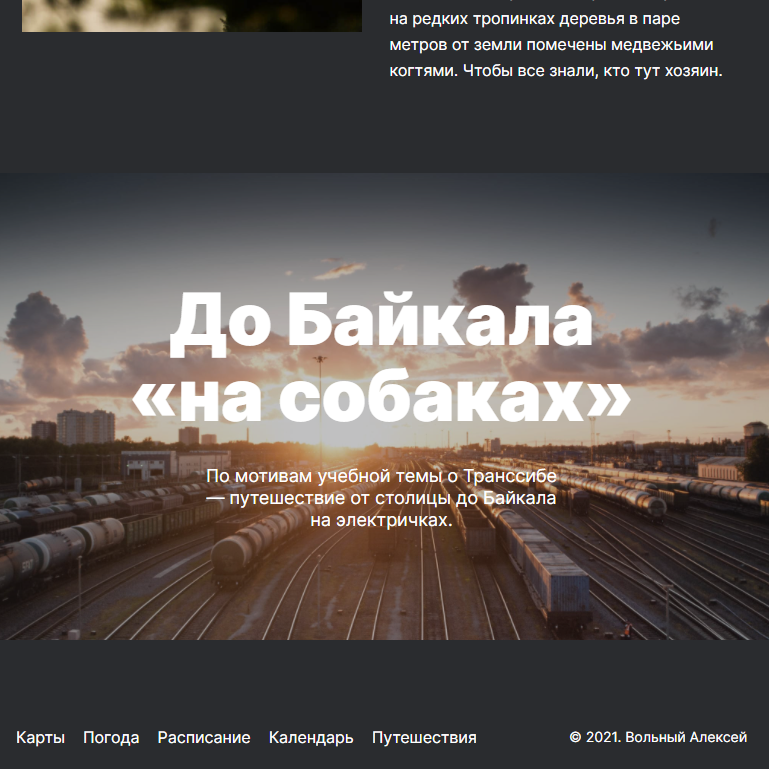 на редких тропинках деревья в паре
метров от земли помечены медвежьими
когтями. Чтобы все знали, кто тут хозяин.
До Байкала
«на собаках»
По мотивам учебной темы о Транссибе
— путешествие от столицы до Байкала
на электричках.
Карты Погода Расписание Календарь Путешествия © 2021. Вольный Алексей